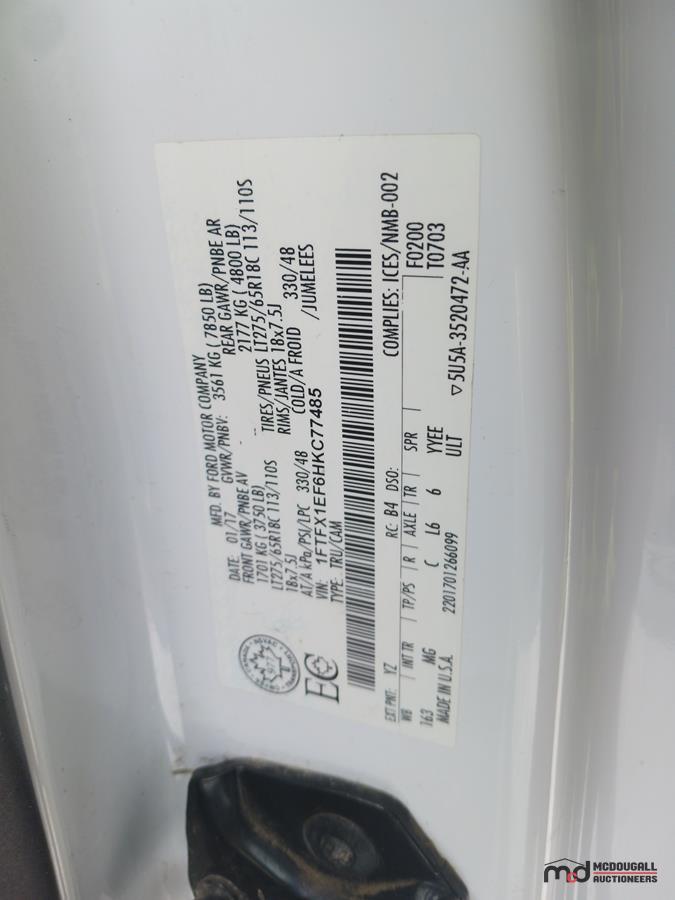 MFD. BY FORD MOTOR COMPANY
DATE: 01/17 GVWR/PNBV: 3561 KG ( 7850 LB)
FRONT GAWR/PNBE AV REAR GAWR/PNBE AR
1701 KG ( 3750 LB) 2177 KG ( 4800 LB)
LT275/65R18C 113/110S TIRES/PNEUS LT275/65R18C 113/110S
18x7.5J RIMS/JANTES 18x7.5J
AT/A kPa/PSI/LPC 330/48 COLD/A FROID 330/48
VIN: 1FTFX1EF6HKC77485 /JUMELEES
TYPE: TRU/CAM
EC
EXT PNT: YZ RC: B4 DSO: COMPLIES: ICES/NMB-002
WB INT TR TP/PS R AXLE TR SPR F0200
163 MG C L6 6 YYEE T0703
MADE IN U.S.A. 2201701266099 ULT ▽5U5A-3520472-AA
mcd MCDOUGALL
AUCTIONEERS